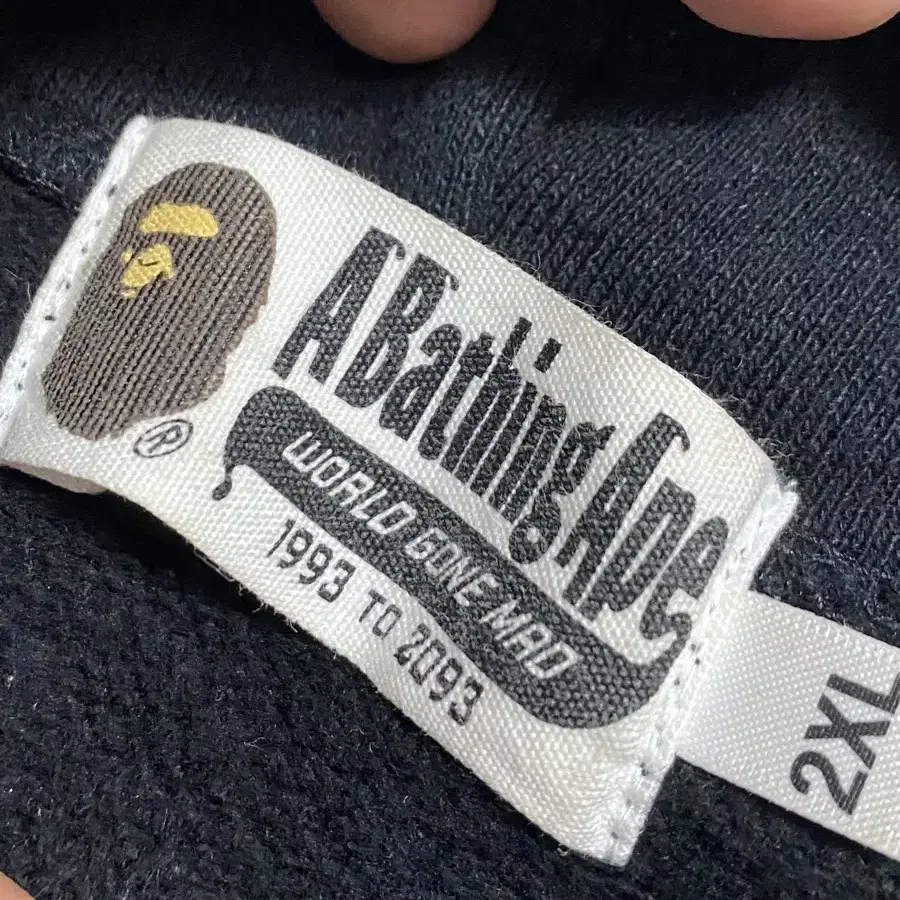 A Bathing Ape
®
WORLD GONE MAD
1993 TO 2093
2XL